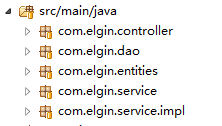 src/main/java
com.elgin.controller
com.elgin.dao
com.elgin.entities
com.elgin.service
com.elgin.service.impl